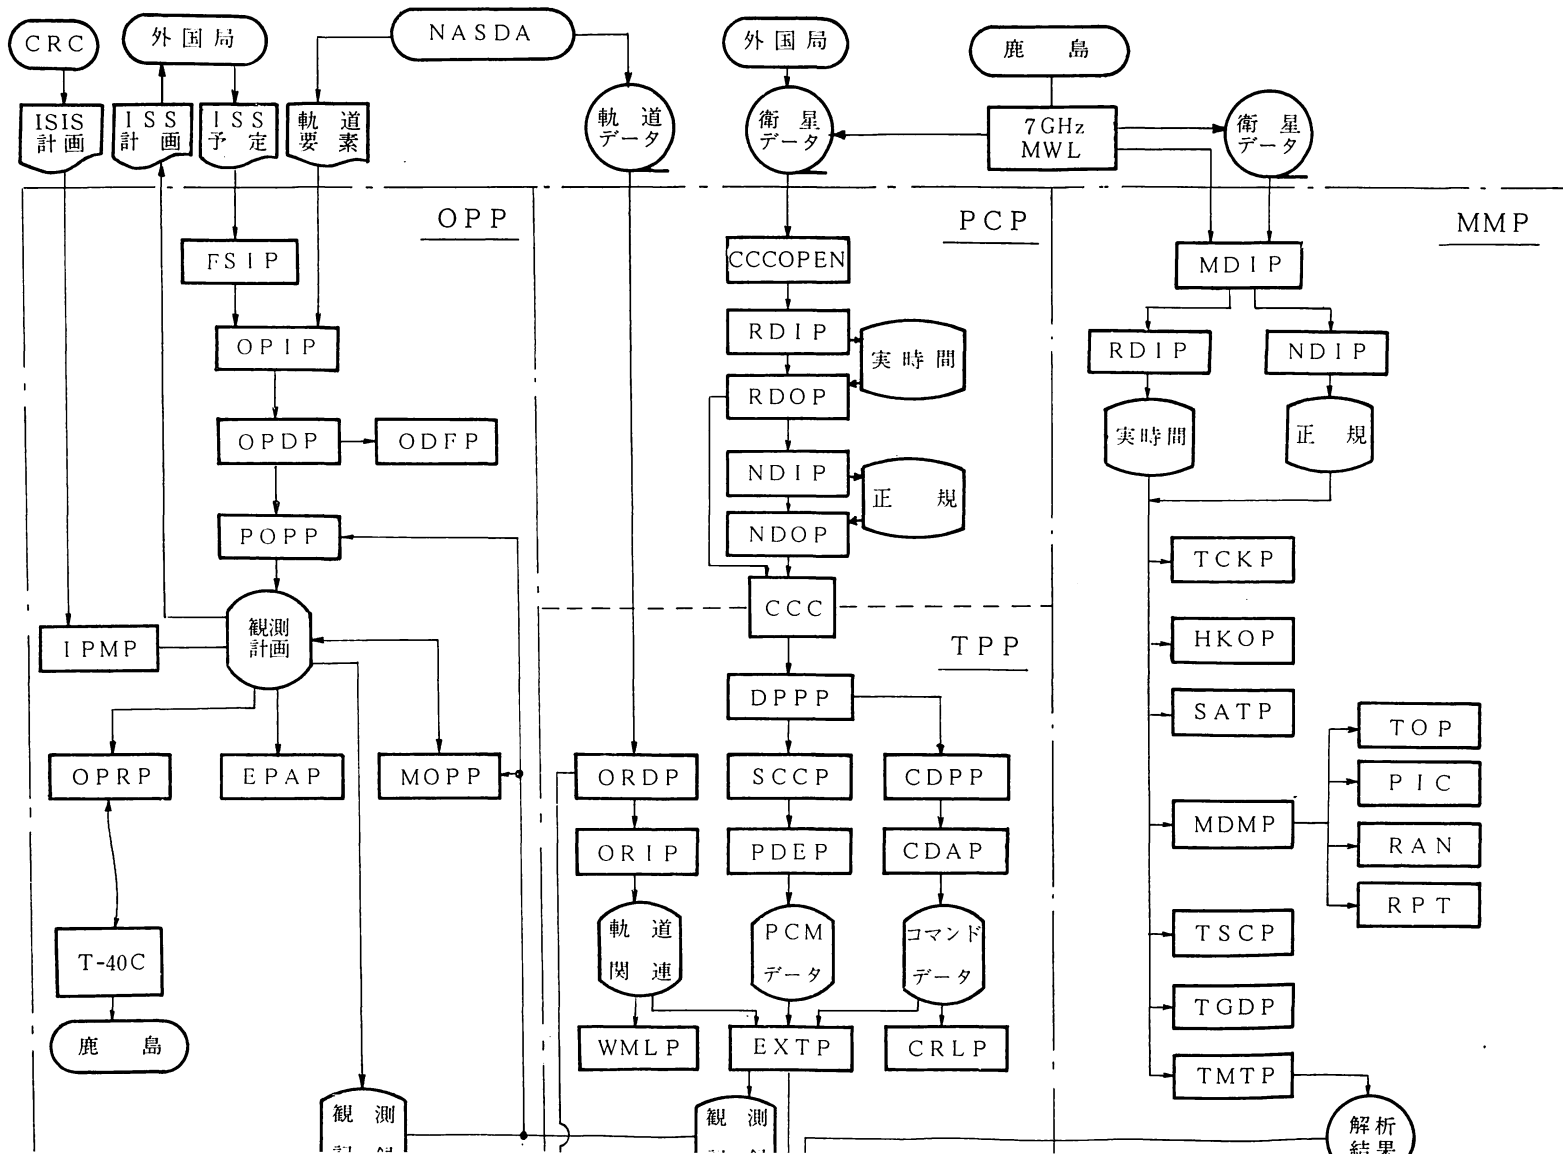 CRC
外国局
NASDA
外国局
鹿島
ISIS
計画
ISS
計画
ISS
予定
軌道
要素
軌道
データ
衛星
データ
7GHz
MWL
衛星
データ
OPP
PCP
MMP
FSIP
CCCOPEN
MDIP
OPIP
RDIP
実時間
RDIP
NDIP
RDOP
OPDP
ODFP
実時間
正規
NDIP
正規
POPP
NDOP
TCKP
CCC
観測
計画
IPMP
TPP
HKOP
DPPP
SATP
TOP
OPRP
EPAP
MOPP
ORDP
SCCP
CDPP
PIC
MDMP
ORIP
PDEP
CDAP
RAN
RPT
軌道
関連
PCM
データ
コマンド
データ
TSCP
T-40C
TGDP
鹿島
WMLP
EXTP
CRLP
TMTP
観測
観測
解析
結果